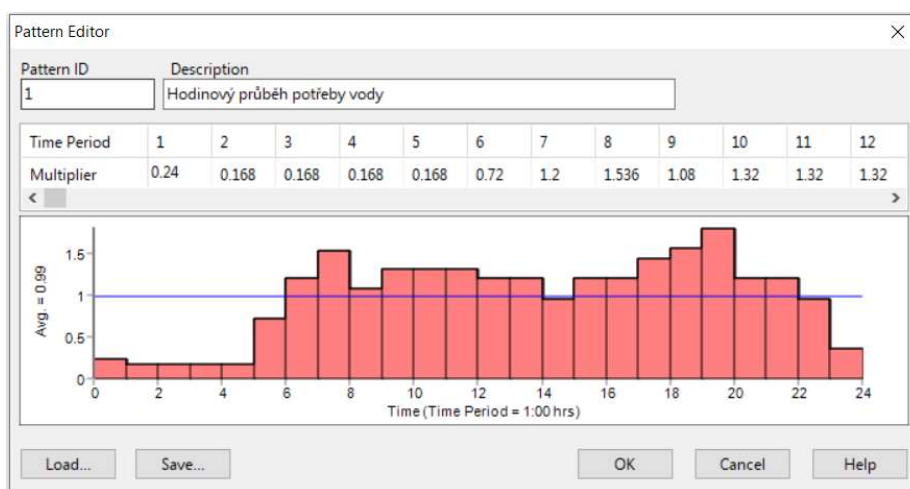 Pattern Editor
Pattern ID Description
1 Hodinový průběh potřeby vody
Time Period 1 2 3 4 5 6 7 8 9 10 11 12
Multiplier 0.24 0.168 0.168 0.168 0.168 0.72 1.2 1.536 1.08 1.32 1.32 1.32
Avg. = 0.99
1.5
1
0.5
0
0 2 4 6 8 10 12 14 16 18 20 22 24
Time (Time Period = 1:00 hrs)
Load... Save... OK Cancel Help